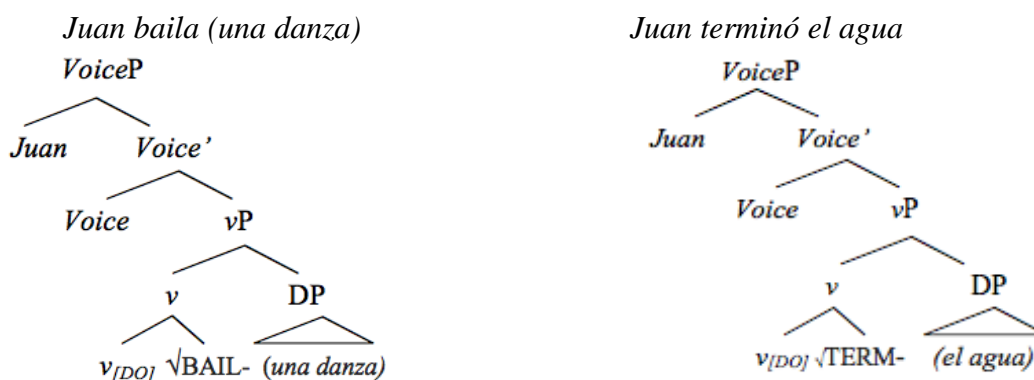 Juan baila (una danza) Juan terminó el agua
VoiceP VoiceP
Juan Voice' Juan Voice'
Voice vP Voice vP
v DP v DP
v[DO] √BAIL- (una danza) v[DO] √TERM- (el agua)